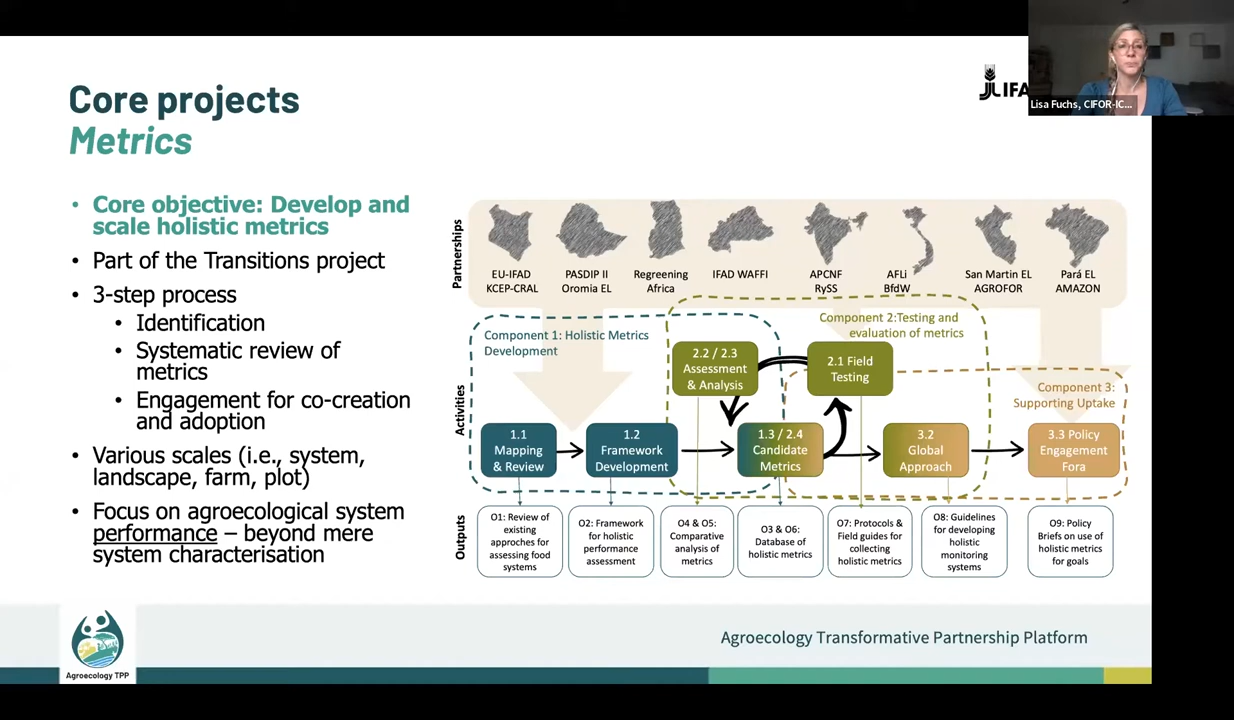 Core projects
Metrics
IFA
Lisa Fuchs, CIFOR-IC...
• Core objective: Develop and
scale holistic metrics
• Part of the Transitions project
• 3-step process
• Identification
• Systematic review of
metrics
• Engagement for co-creation
and adoption
• Various scales (i.e., system,
landscape, farm, plot)
• Focus on agroecological system
performance – beyond mere
system characterisation
Partnerships
EU-IFAD
KCEP-CRAL
PASDIP II
Oromia EL
Regreening
Africa
IFAD WAFFI
APCNF
RySS
AFLi
BfdW
San Martin EL
AGROFOR
Pará EL
AMAZON
Activities
Component 1: Holistic Metrics
Development
Component 2:Testing and
evaluation of metrics
Component 3:
Supporting Uptake
2.2 / 2.3
Assessment
& Analysis
2.1 Field
Testing
1.1
Mapping
& Review
1.2
Framework
Development
1.3 / 2.4
Candidate
Metrics
3.2
Global
Approach
3.3 Policy
Engagement
Fora
Outputs
O1: Review of
existing
approches for
assessing food
systems
O2: Framework
for holistic
performance
assessment
O4 & O5:
Comparative
analysis of
metrics
O3 & O6:
Database of
holistic metrics
O7: Protocols &
Field guides for
collecting
holistic metrics
O8: Guidelines
for developing
holistic
monitoring
systems
O9: Policy
Briefs on use of
holistic metrics
for goals
Agroecology TPP
Agroecology Transformative Partnership Platform